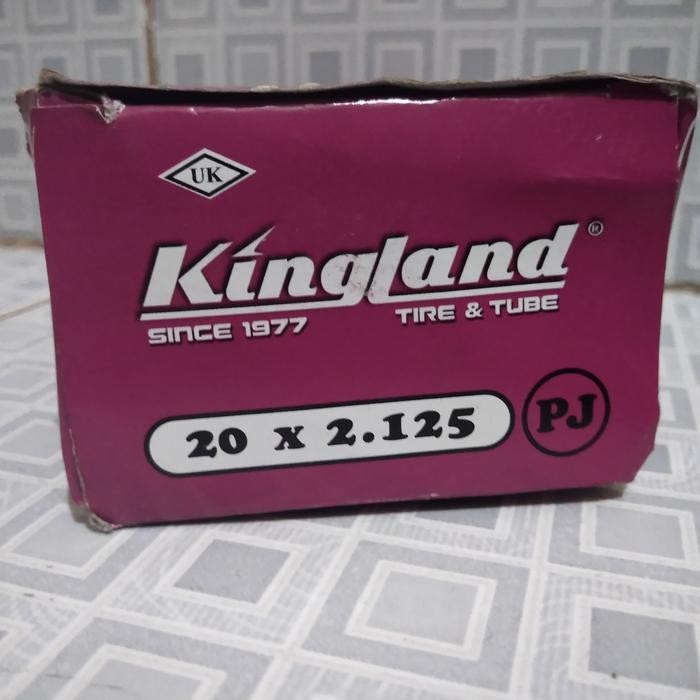 UK
Kingland®
SINCE 1977 TIRE & TUBE
20 x 2.125 PJ